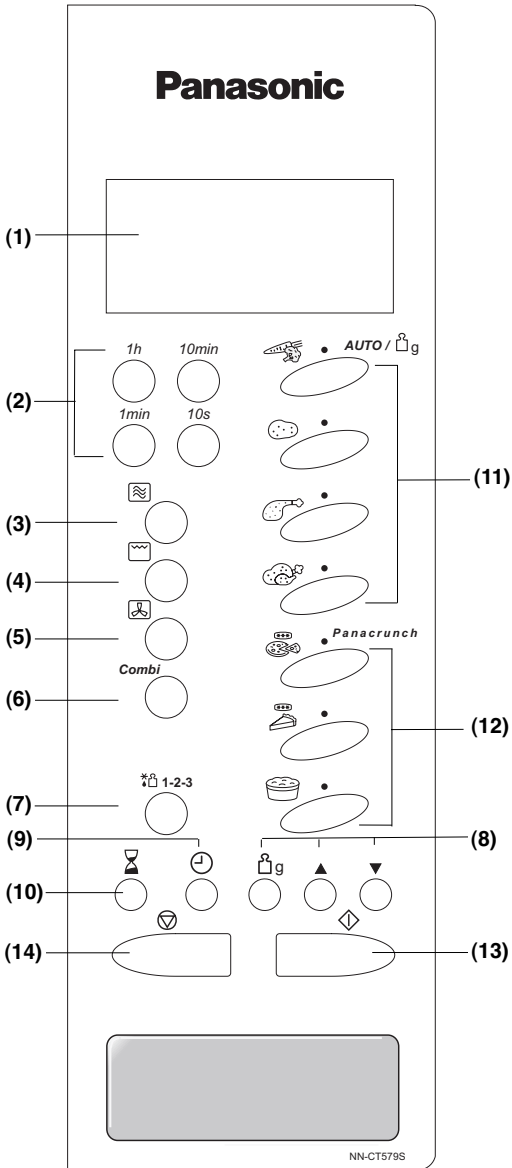 Panasonic
(1)
1h 10min
AUTO / g
(2)
1min 10s
(11)
(3)
(4)
(5)
Panacrunch
Combi
(6)
(12)
1-2-3
(7)
(9)
(8)
g
(10)
(14)
(13)
NN-CT579S